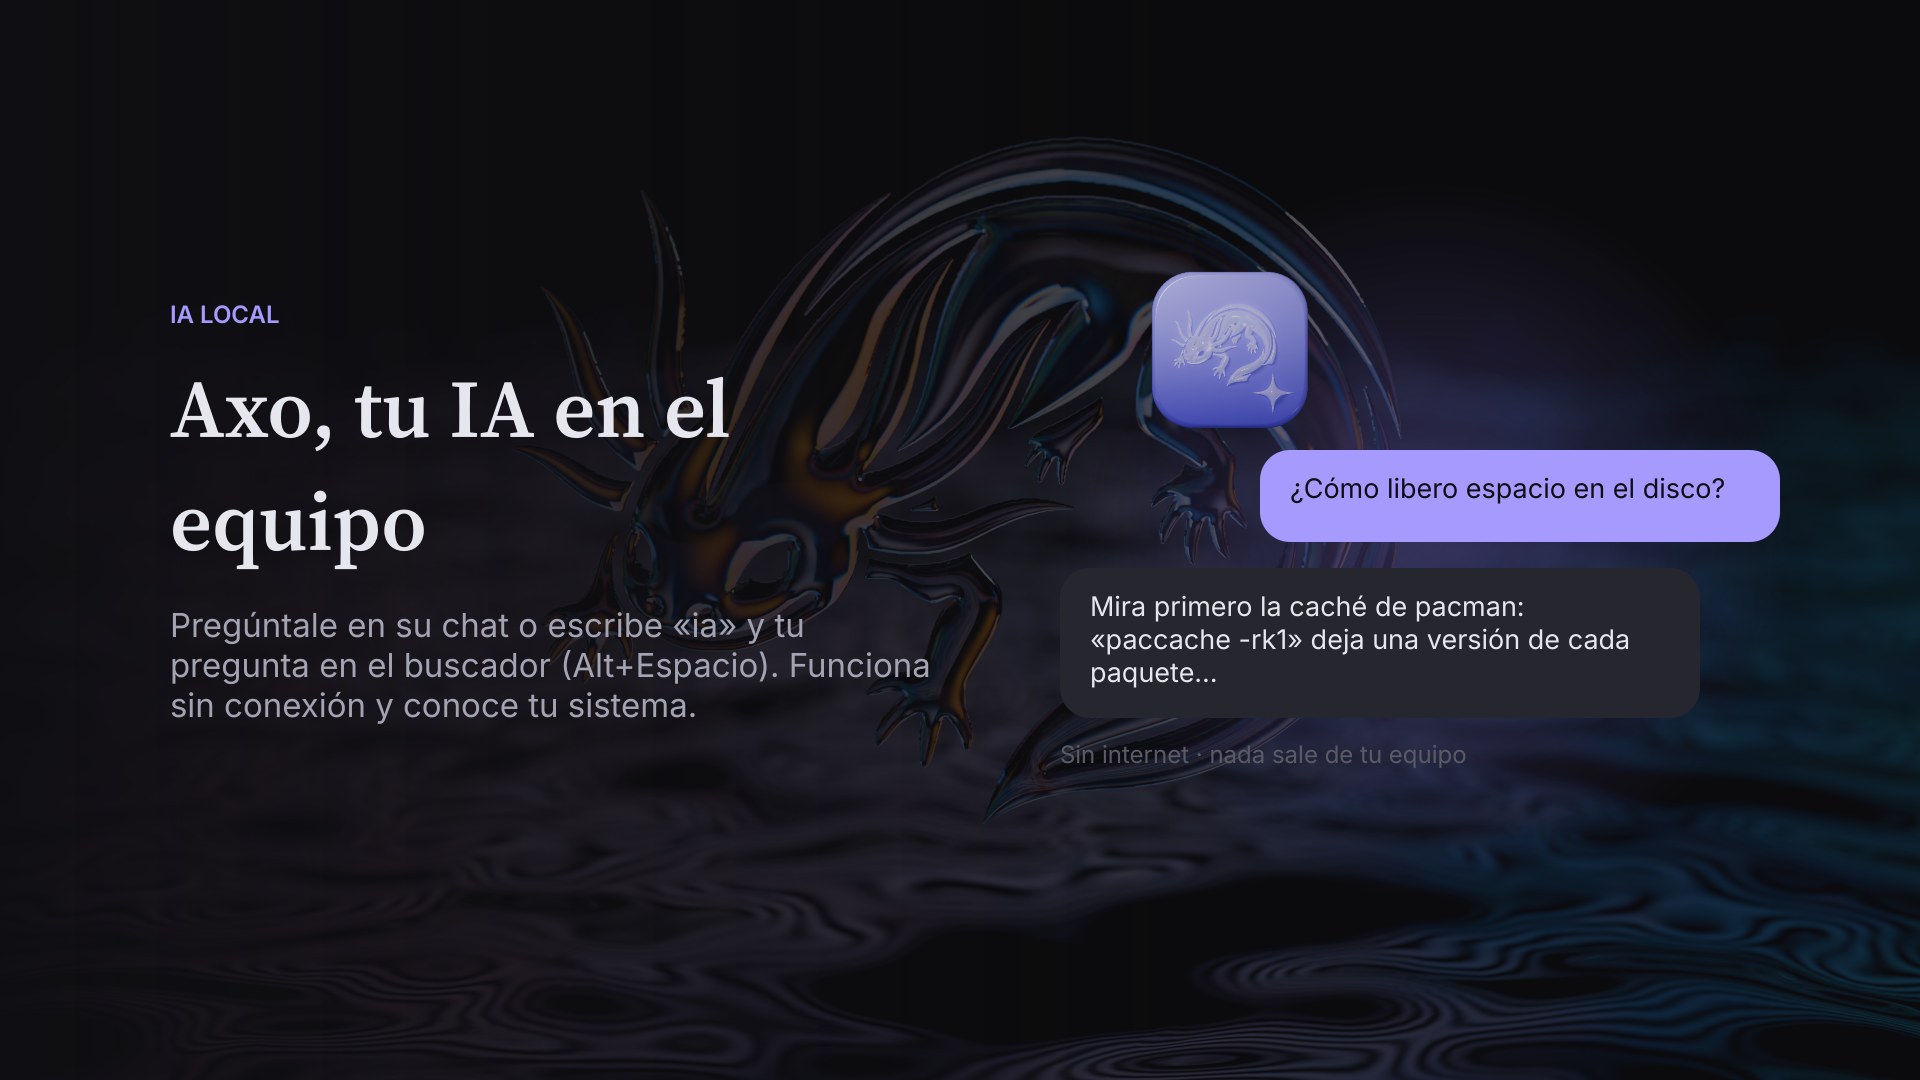 IA LOCAL
Axo, tu IA en el
equipo
Pregúntale en su chat o escribe «ia» y tu
pregunta en el buscador (Alt+Espacio). Funciona
sin conexión y conoce tu sistema.
¿Cómo libero espacio en el disco?
Mira primero la caché de pacman:
«paccache -rk1» deja una versión de cada
paquete...
Sin internet · nada sale de tu equipo